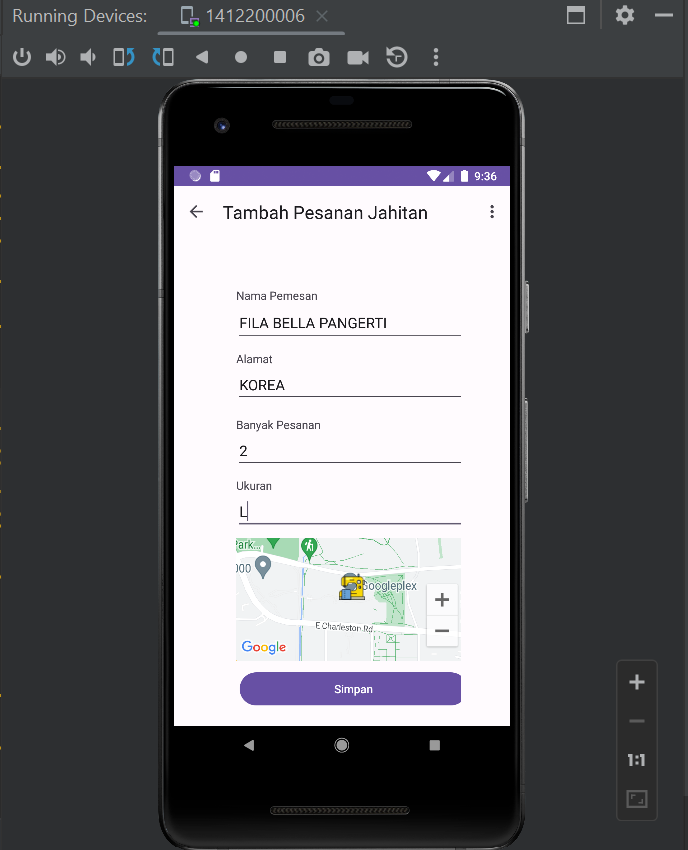 Running Devices:
1412200006
9:36
Tambah Pesanan Jahitan
Nama Pemesan
FILA BELLA PANGERTI
Alamat
KOREA
Banyak Pesanan
2
Ukuran
L
ark...
000
Googleplex
E Charleston Rd
Google
Simpan
1:1